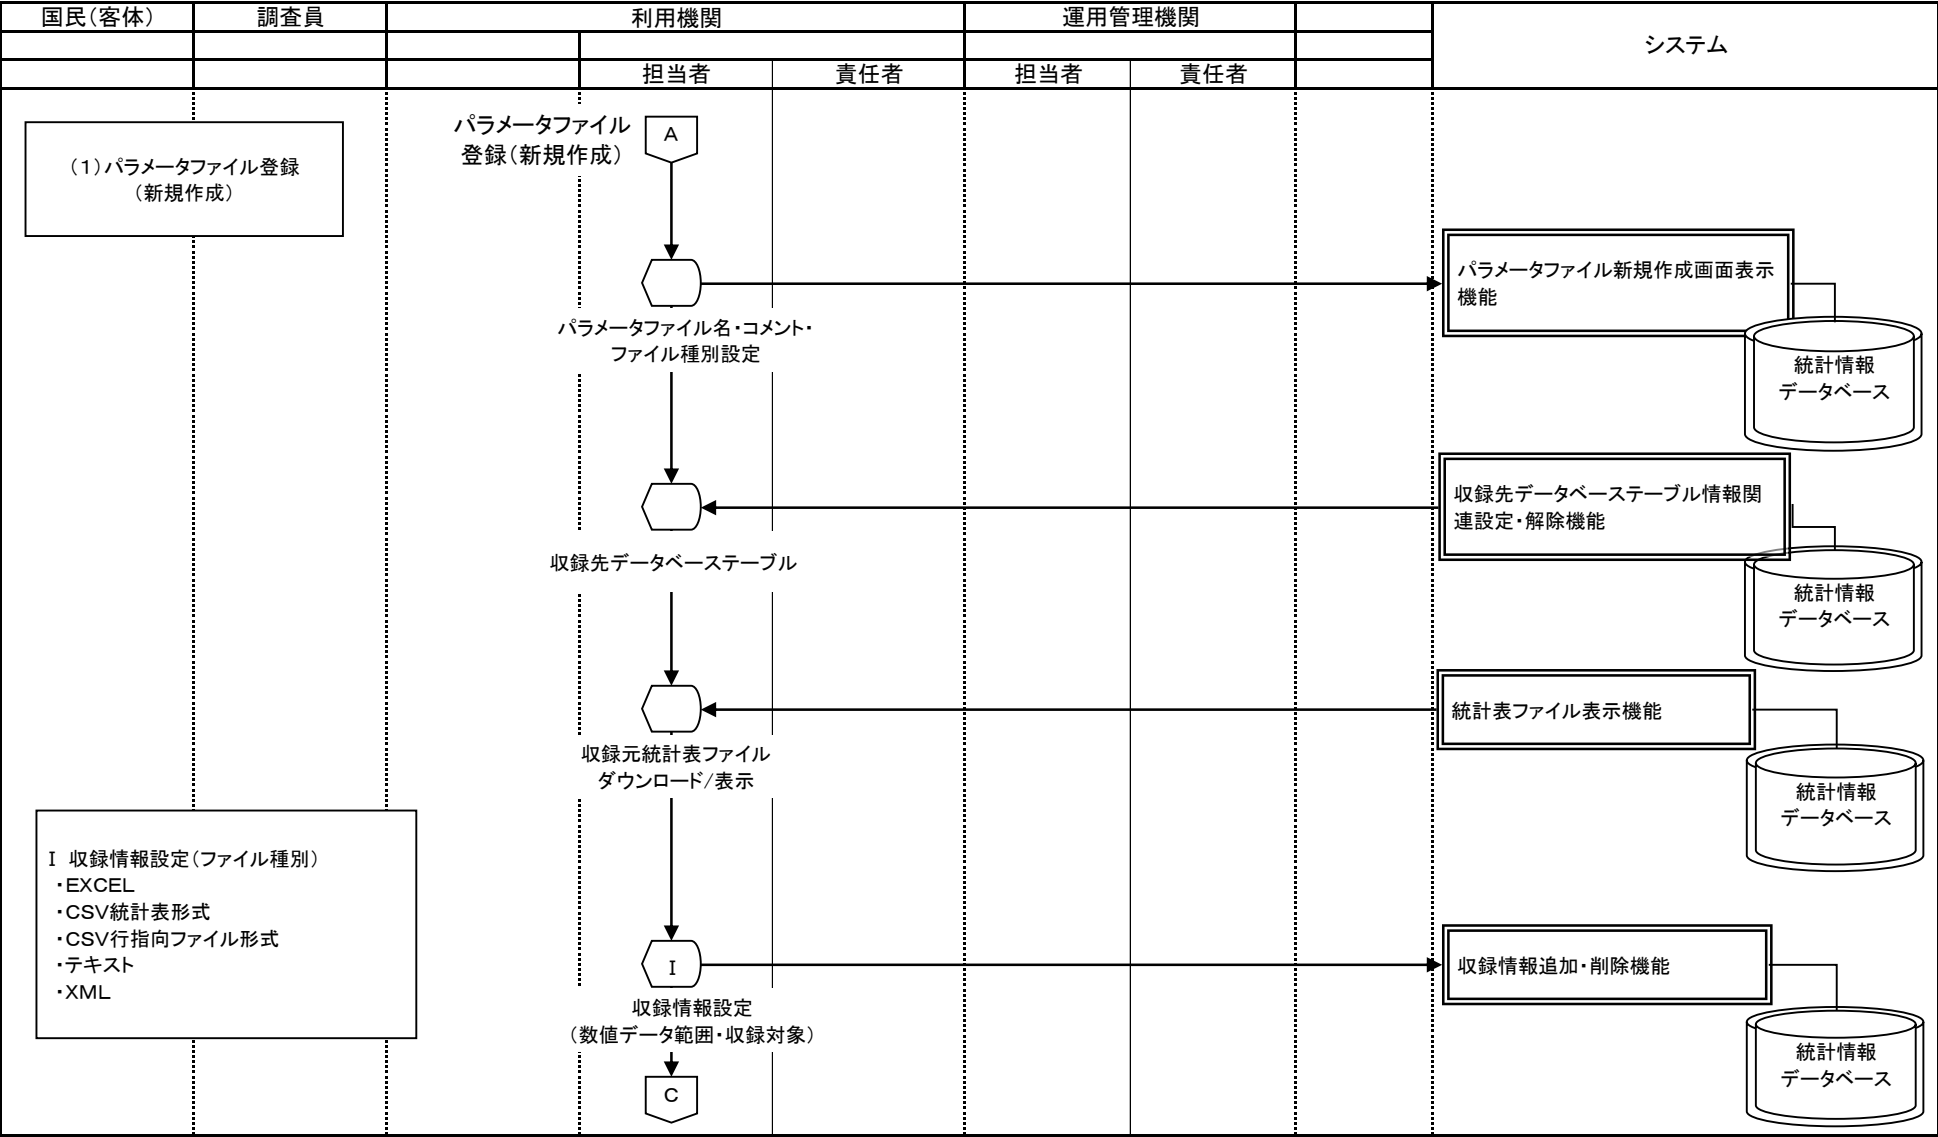 国民（客体）
調査員
利用機関
運用管理機関
システム
担当者
責任者
担当者
責任者
（１）パラメータファイル登録
（新規作成）
パラメータファイル
登録（新規作成）
A
パラメータファイル新規作成画面表示
機能
パラメータファイル名・コメント・
ファイル種別設定
統計情報
データベース
収録先データベーステーブル情報関
連設定・解除機能
収録先データベーステーブル
統計情報
データベース
統計表ファイル表示機能
収録元統計表ファイル
ダウンロード/表示
統計情報
データベース
Ⅰ 収録情報設定（ファイル種別）
・EXCEL
・CSV統計表形式
・CSV行指向ファイル形式
・テキスト
・XML
Ⅰ
収録情報追加・削除機能
収録情報設定
（数値データ範囲・収録対象）
統計情報
データベース
C